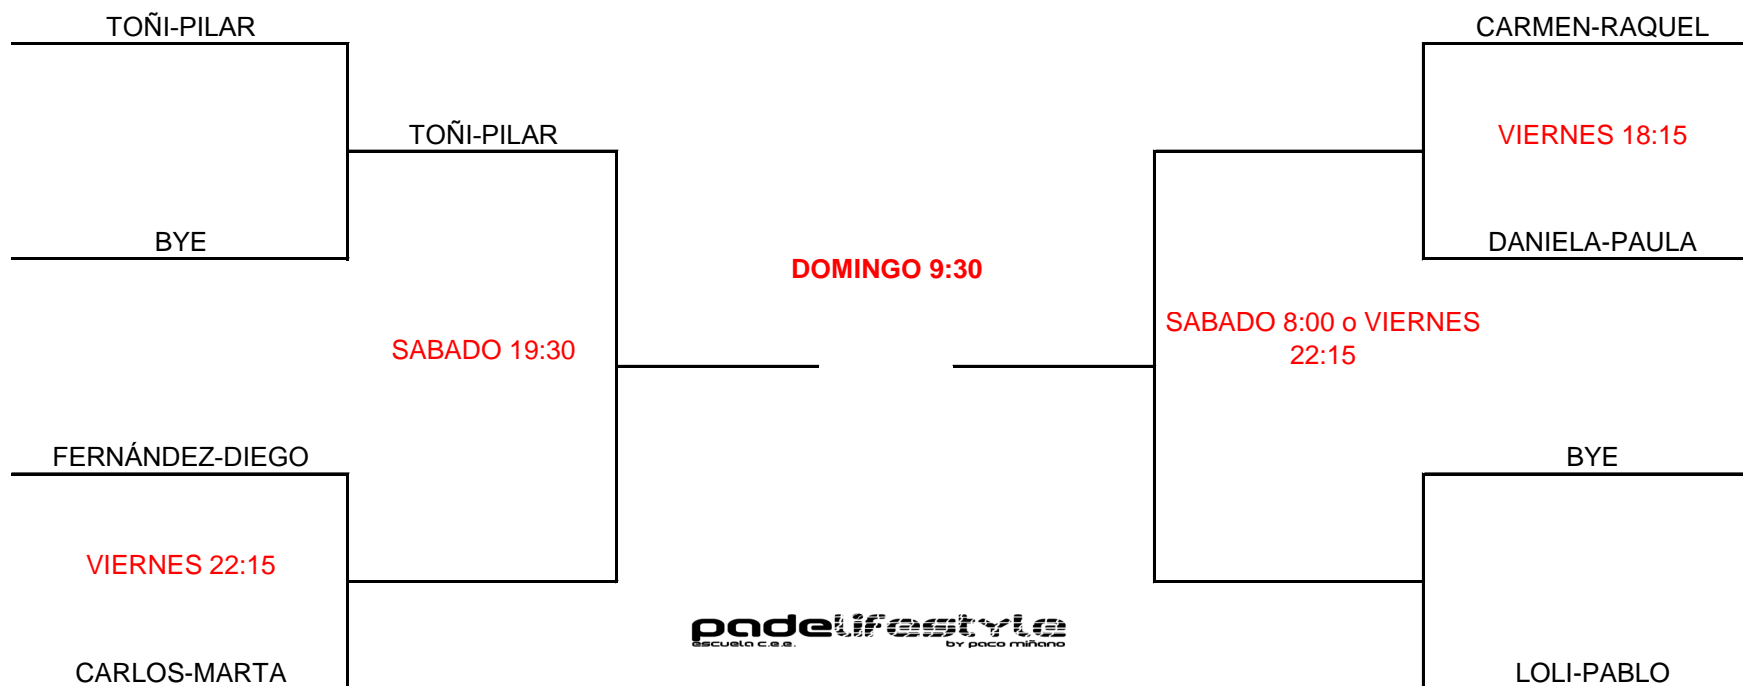 TOÑI-PILAR
CARMEN-RAQUEL
TOÑI-PILAR
VIERNES 18:15
BYE
DANIELA-PAULA
DOMINGO 9:30
SABADO 19:30
SABADO 8:00 o VIERNES
22:15
FERNÁNDEZ-DIEGO
BYE
VIERNES 22:15
padelifestyle
escuela c.e.e.
by paco miñano
CARLOS-MARTA
LOLI-PABLO